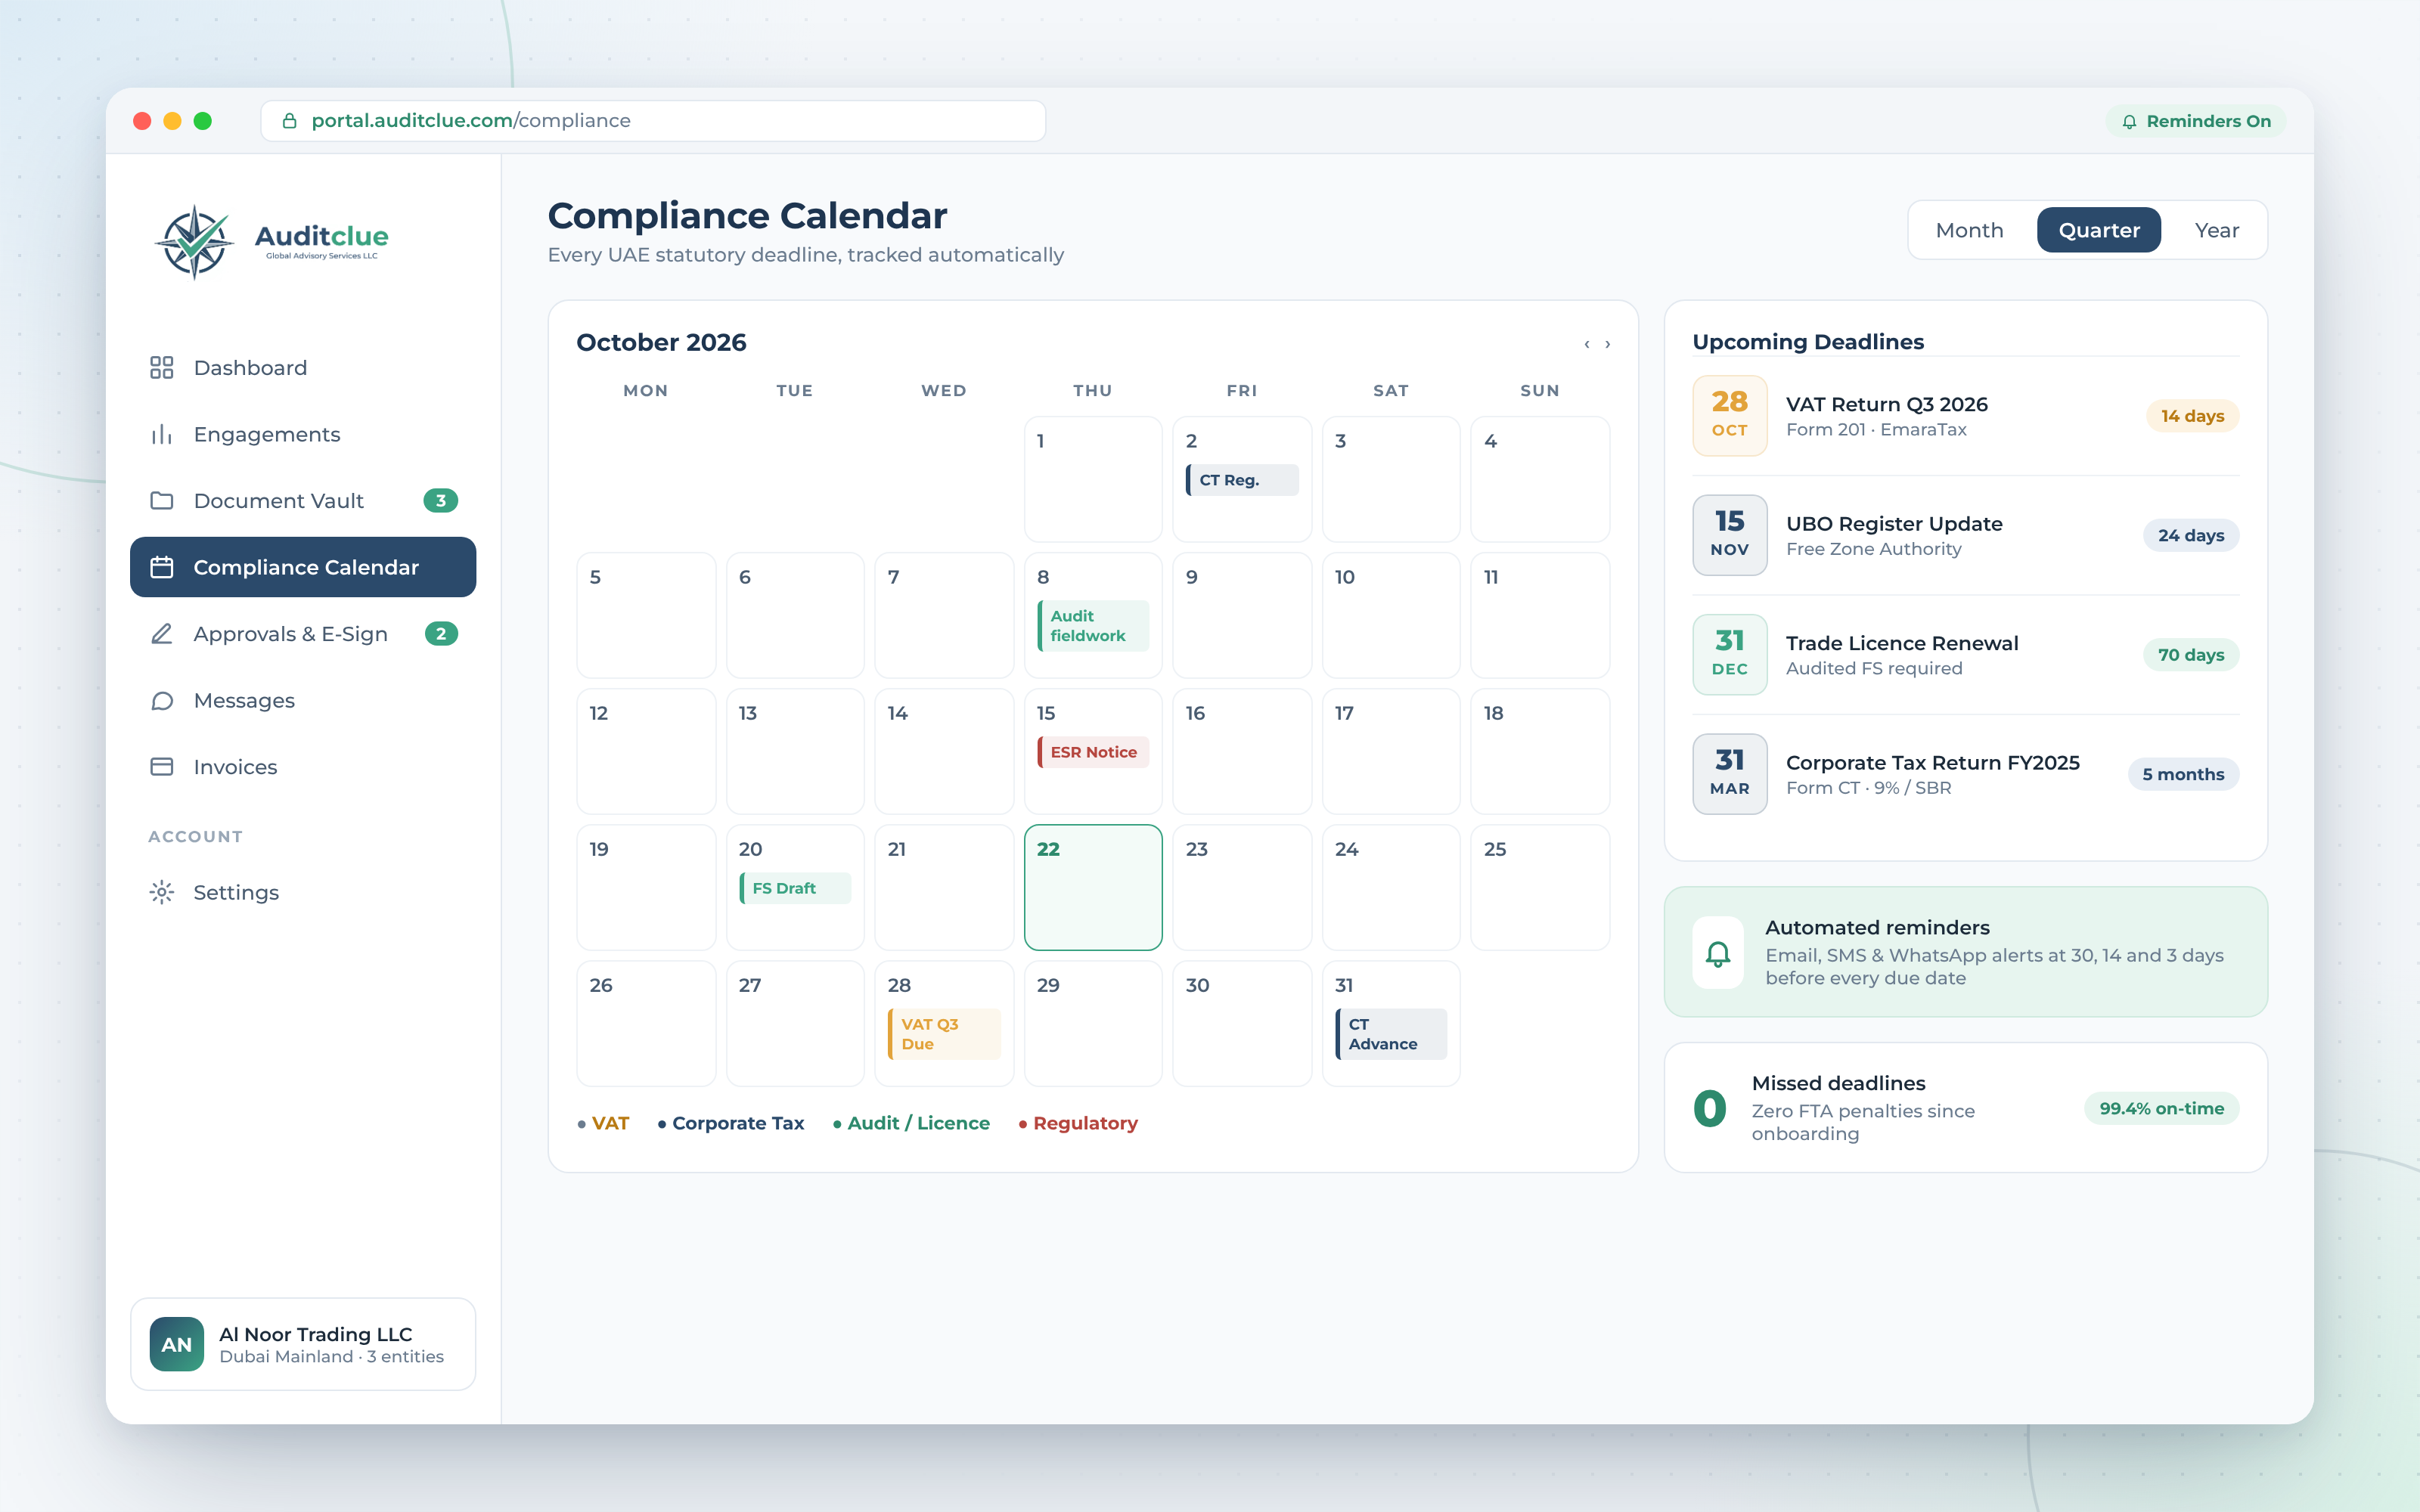 portal.auditclue.com/compliance
Reminders On
Auditclue
Global Advisory Services LLC
Dashboard
Engagements
Document Vault 3
Compliance Calendar
Approvals & E-Sign 2
Messages
Invoices
ACCOUNT
Settings
AN
Al Noor Trading LLC
Dubai Mainland · 3 entities
Compliance Calendar
Every UAE statutory deadline, tracked automatically
Month Quarter Year
October 2026 ‹ ›
MON TUE WED THU FRI SAT SUN
1 2 3 4
CT Reg.
5 6 7 8 9 10 11
Audit
fieldwork
12 13 14 15 16 17 18
ESR Notice
19 20 21 22 23 24 25
FS Draft
26 27 28 29 30 31
VAT Q3
Due
CT
Advance
● VAT ● Corporate Tax ● Audit / Licence ● Regulatory
Upcoming Deadlines
28
OCT
VAT Return Q3 2026
Form 201 · EmaraTax
14 days
15
NOV
UBO Register Update
Free Zone Authority
24 days
31
DEC
Trade Licence Renewal
Audited FS required
70 days
31
MAR
Corporate Tax Return FY2025
Form CT · 9% / SBR
5 months
Automated reminders
Email, SMS & WhatsApp alerts at 30, 14 and 3 days
before every due date
0
Missed deadlines
Zero FTA penalties since
onboarding
99.4% on-time